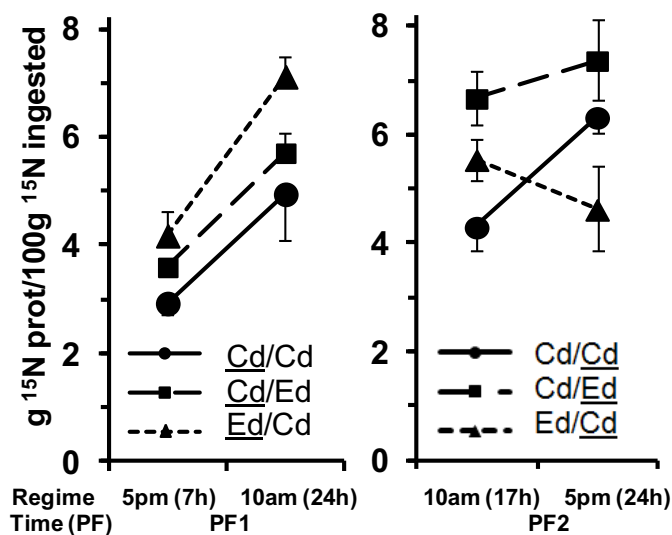 g ¹⁵N prot/100g ¹⁵N ingested
8
6
4
2
0
Cd/Cd
Cd/Ed
Ed/Cd
8
6
4
2
0
Cd/Cd
Cd/Ed
Ed/Cd
Regime 5pm (7h) 10am (24h) 10am (17h) 5pm (24h)
Time (PF) PF1 PF2